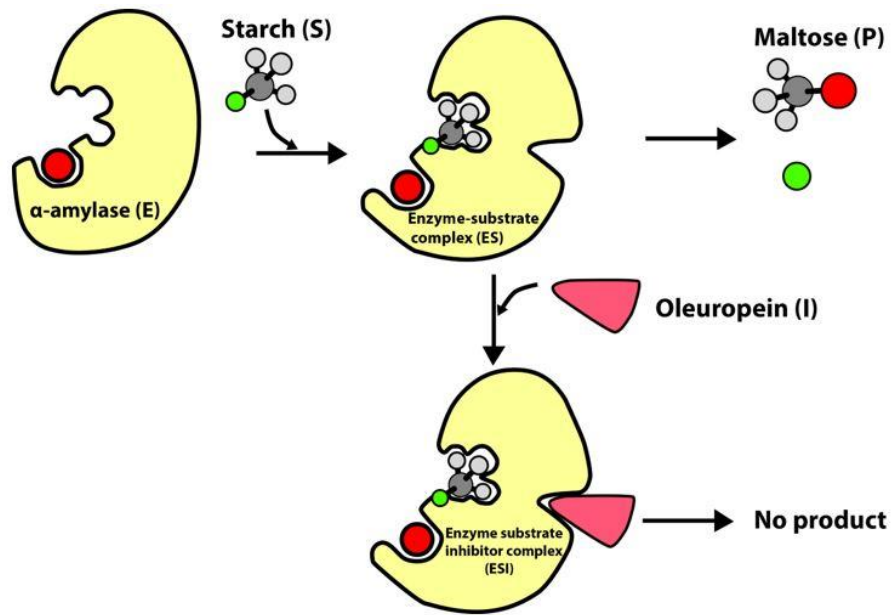 Starch (S)
Maltose (P)
α-amylase (E)
Enzyme-substrate
complex (ES)
Oleuropein (I)
Enzyme substrate
inhibitor complex
(ESI)
No product